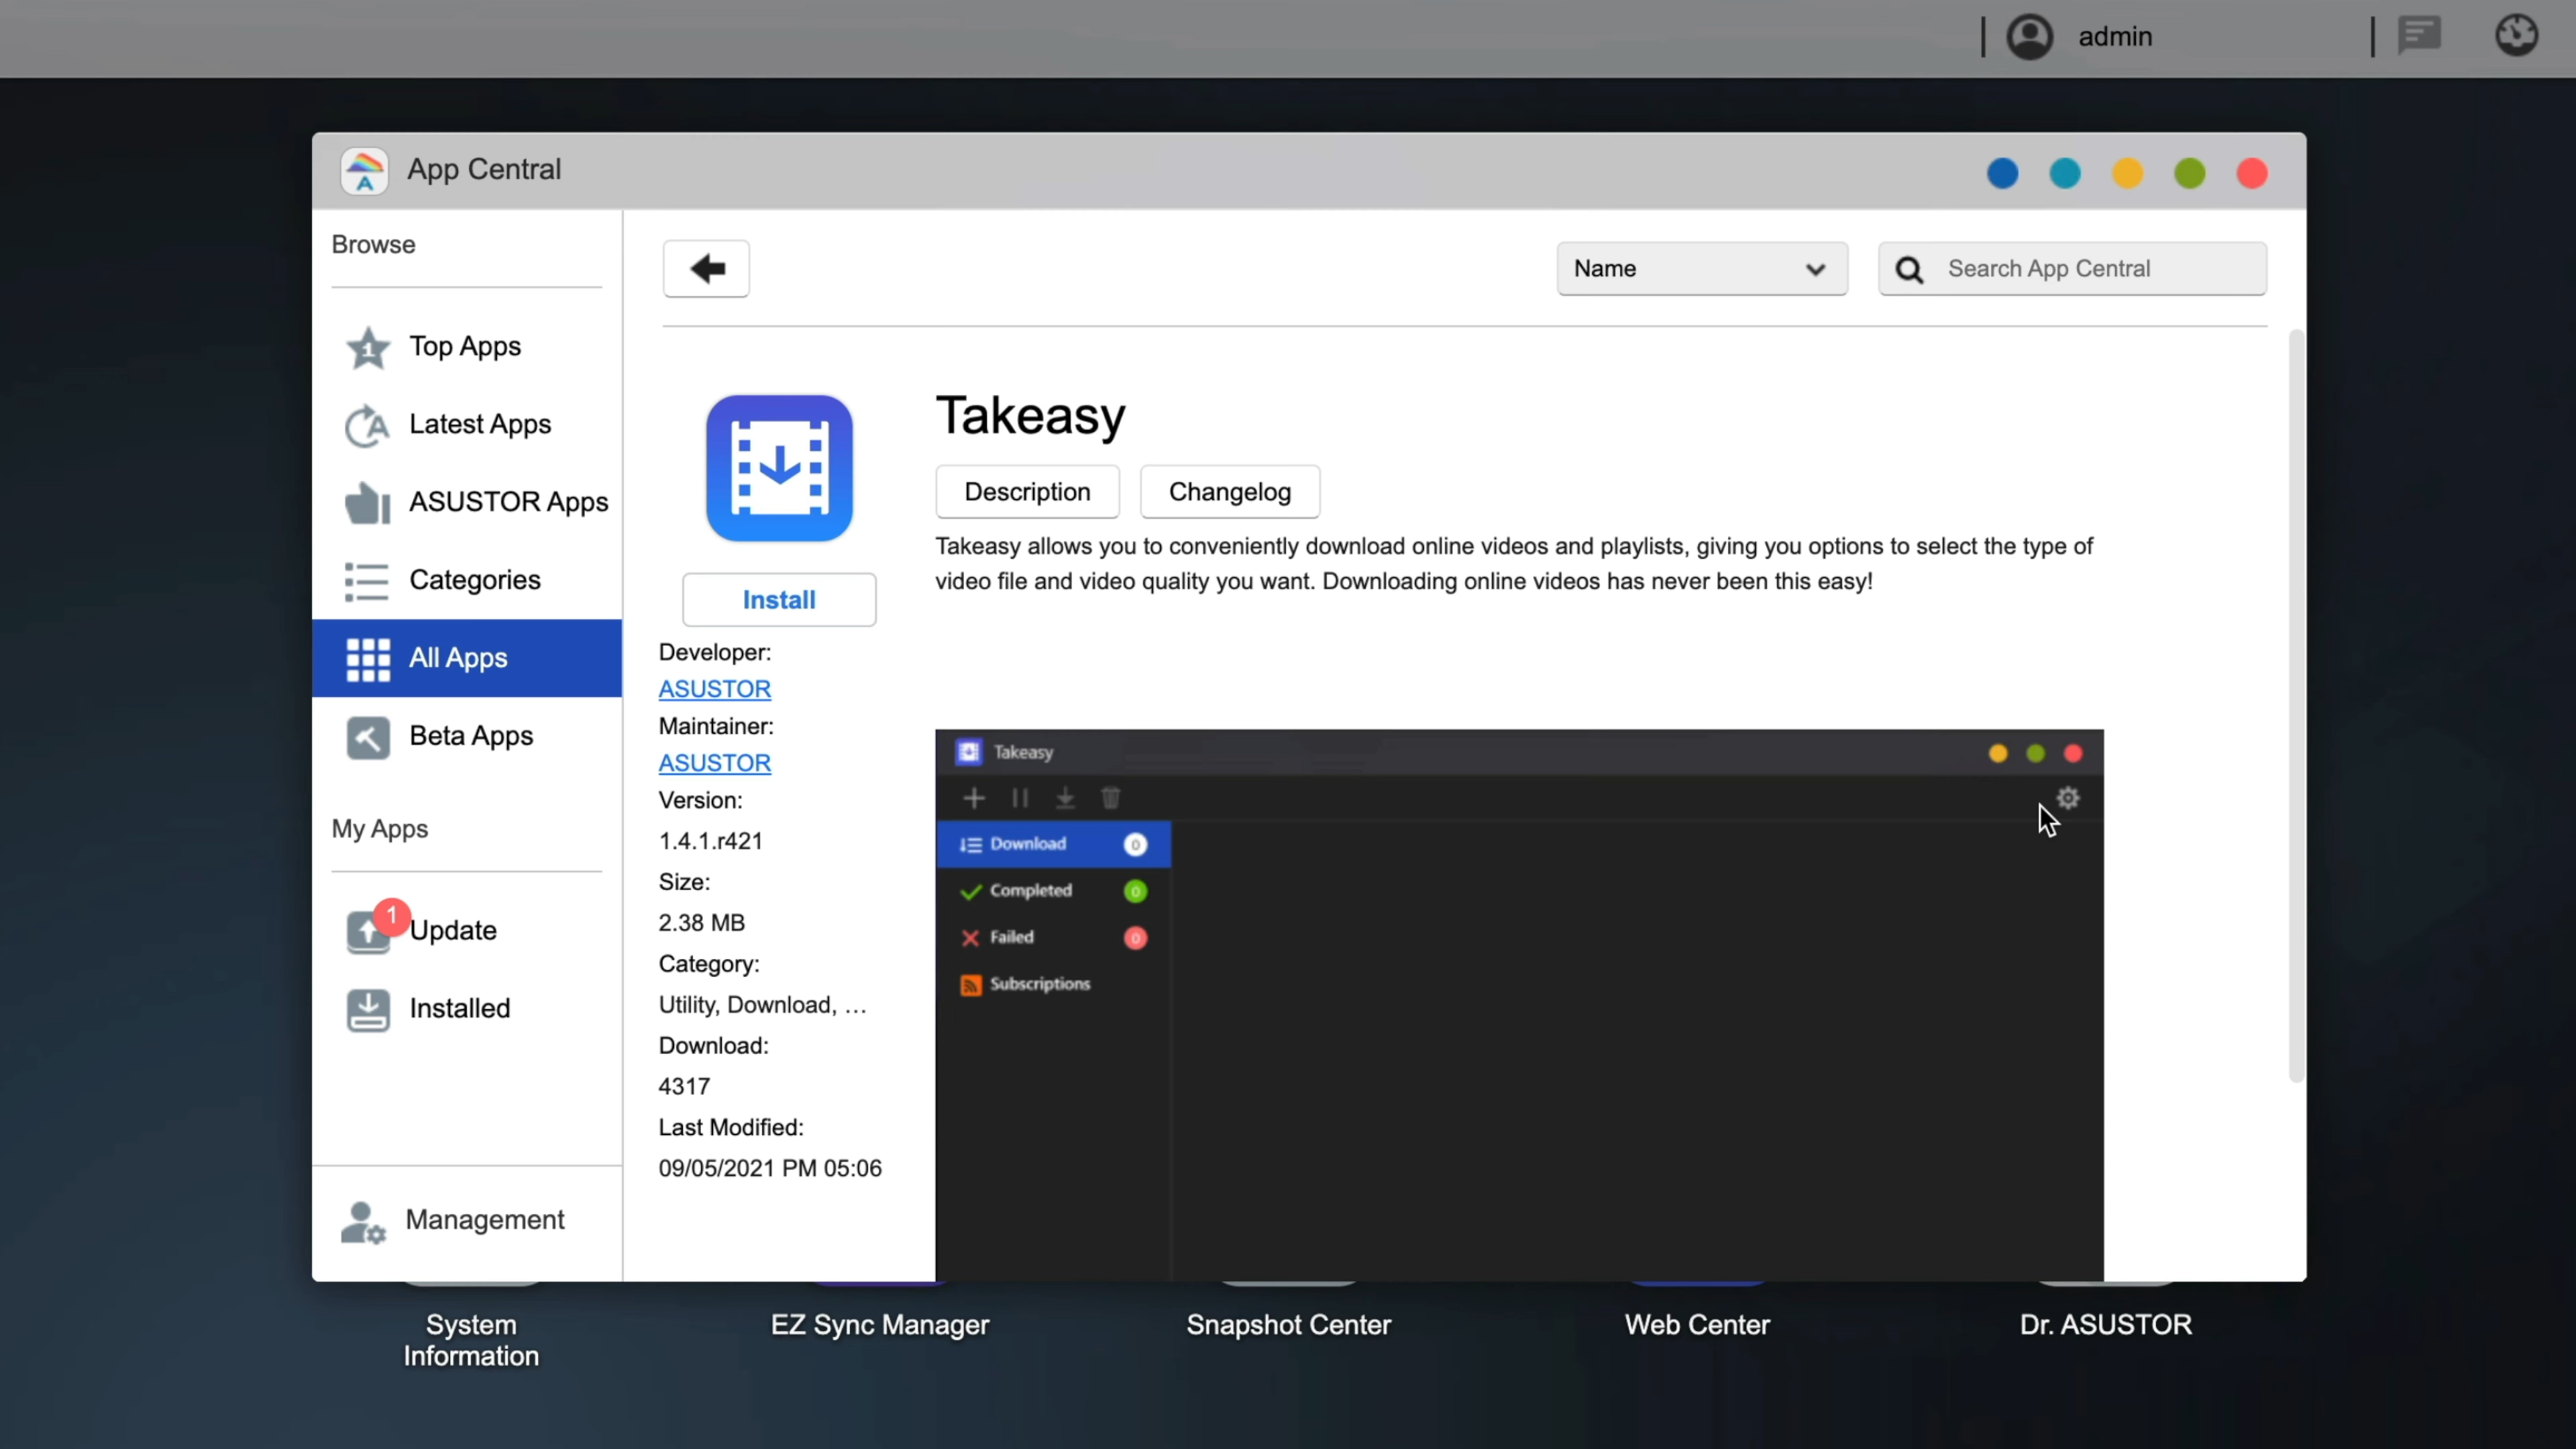 admin
App Central
Browse
Top Apps
Latest Apps
ASUSTOR Apps
Categories
All Apps
Beta Apps
My Apps
1
Update
Installed
Management
Name
Search App Central
Takeasy
Description
Changelog
Takeasy allows you to conveniently download online videos and playlists, giving you options to select the type of
video file and video quality you want. Downloading online videos has never been this easy!
Install
Developer:
ASUSTOR
Maintainer:
ASUSTOR
Version:
1.4.1.r421
Size:
2.38 MB
Category:
Utility, Download, ...
Download:
4317
Last Modified:
09/05/2021 PM 05:06
Takeasy
Download 0
Completed 0
Failed 0
Subscriptions
System
Information
EZ Sync Manager
Snapshot Center
Web Center
Dr. ASUSTOR